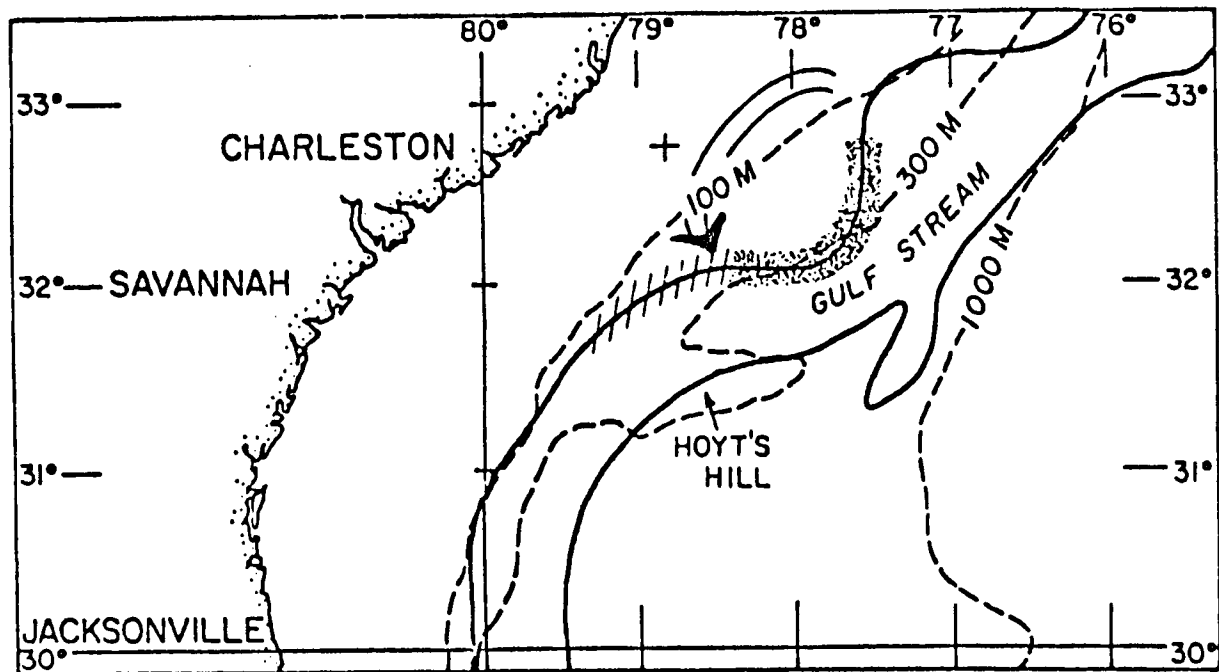 80° 79° 78° 77° 76°
33° 33°
CHARLESTON
100 M
300 M
GULF STREAM
1000 M
32° SAVANNAH 32°
HOYT'S
HILL
31° 31°
JACKSONVILLE
30° 30°